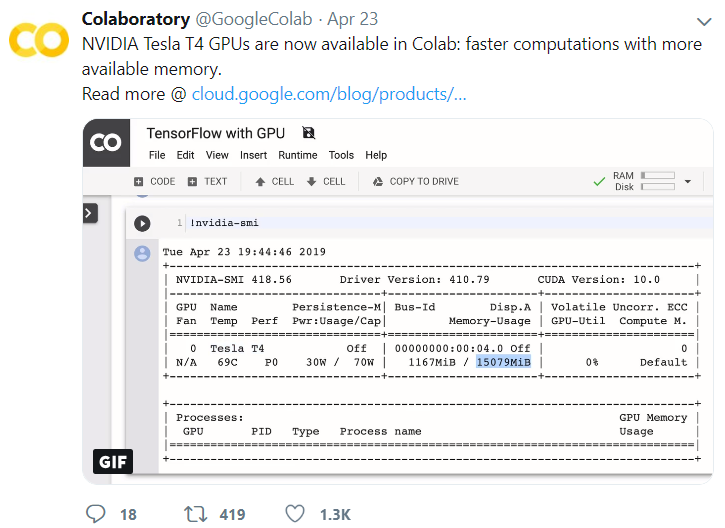 Colaboratory @GoogleColab · Apr 23
NVIDIA Tesla T4 GPUs are now available in Colab: faster computations with more
available memory.
Read more @ cloud.google.com/blog/products/...
CO
TensorFlow with GPU
File Edit View Insert Runtime Tools Help
CODE TEXT CELL CELL COPY TO DRIVE RAM
Disk
1 !nvidia-smi
Tue Apr 23 19:44:46 2019
+-----------------------------------------------------------------------------+
| NVIDIA-SMI 418.56 Driver Version: 410.79 CUDA Version: 10.0 |
|-------------------------------+----------------------+----------------------+
| GPU Name Persistence-M| Bus-Id Disp.A | Volatile Uncorr. ECC |
| Fan Temp Perf Pwr:Usage/Cap| Memory-Usage | GPU-Util Compute M. |
|===============================+======================+======================|
| 0 Tesla T4 Off | 00000000:00:04.0 Off | 0 |
| N/A 69C P0 30W / 70W | 1167MiB / 15079MiB | 0% Default |
+-------------------------------+----------------------+----------------------+
+-----------------------------------------------------------------------------+
| Processes: GPU Memory |
| GPU PID Type Process name Usage |
|=============================================================================|
+-----------------------------------------------------------------------------+
GIF
18 419 1.3K